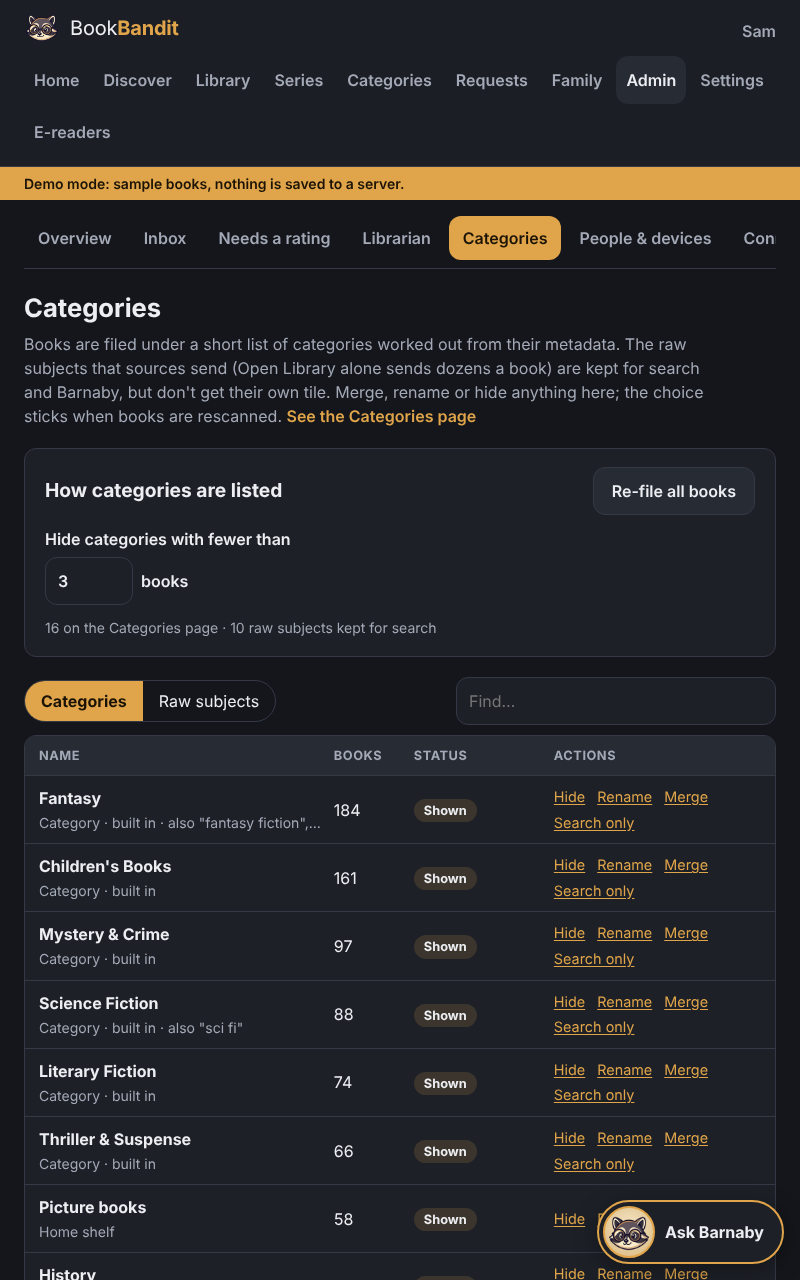 BookBandit
Sam
Home Discover Library Series Categories Requests Family Admin Settings
E-readers
Demo mode: sample books, nothing is saved to a server.
Overview Inbox Needs a rating Librarian Categories People & devices
Categories
Books are filed under a short list of categories worked out from their metadata. The raw
subjects that sources send (Open Library alone sends dozens a book) are kept for search
and Barnaby, but don't get their own tile. Merge, rename or hide anything here; the choice
sticks when books are rescanned. See the Categories page
How categories are listed
Re-file all books
Hide categories with fewer than
3 books
16 on the Categories page · 10 raw subjects kept for search
Categories Raw subjects Find...
NAME BOOKS STATUS ACTIONS
Fantasy
Category · built in · also "fantasy fiction",...
184 Shown Hide Rename Merge
Search only
Children's Books
Category · built in
161 Shown Hide Rename Merge
Search only
Mystery & Crime
Category · built in
97 Shown Hide Rename Merge
Search only
Science Fiction
Category · built in · also "sci fi"
88 Shown Hide Rename Merge
Search only
Literary Fiction
Category · built in
74 Shown Hide Rename Merge
Search only
Thriller & Suspense
Category · built in
66 Shown Hide Rename Merge
Search only
Picture books
Home shelf
58 Shown Hide
Ask Barnaby
History
Hide Rename Merge